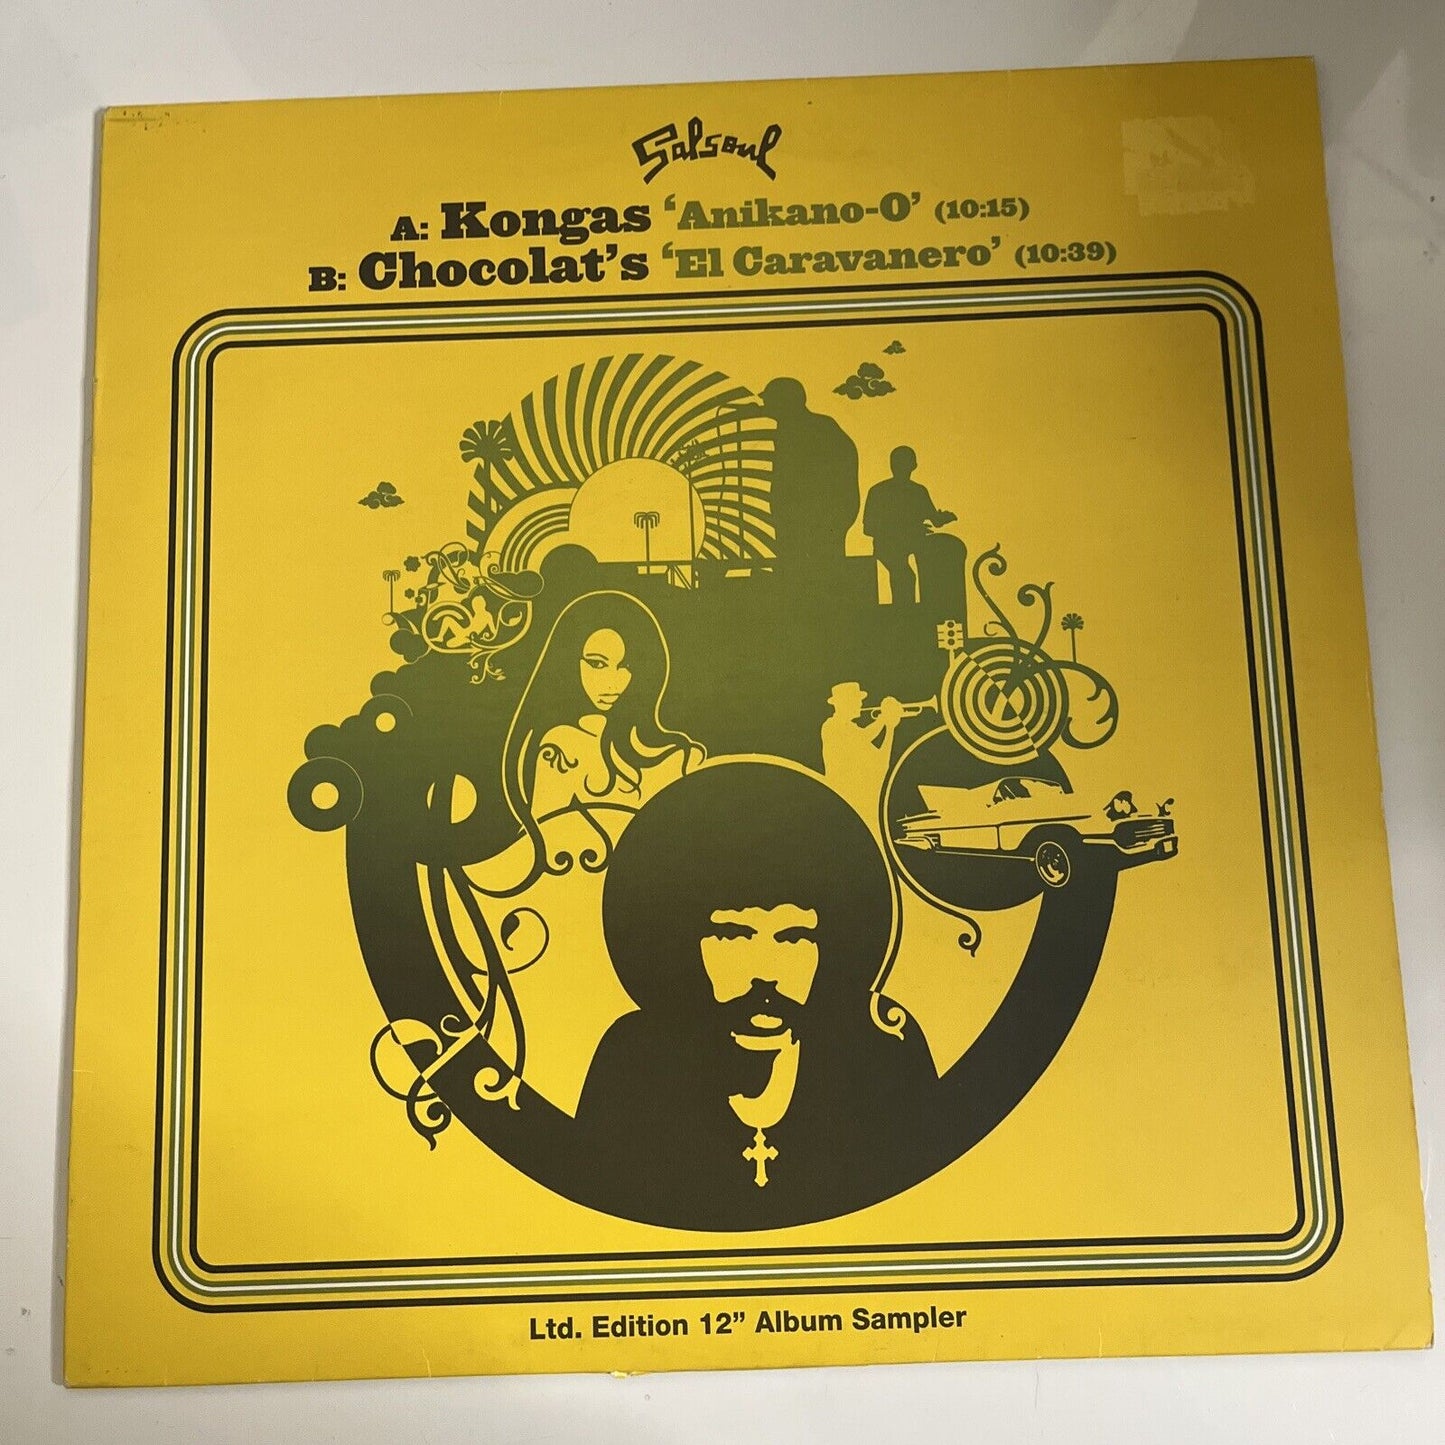 Salsoul
A: Kongas ‘Anikano-O’ (10:15)
B: Chocolat’s ‘El Caravanero’ (10:39)
Ltd. Edition 12” Album Sampler